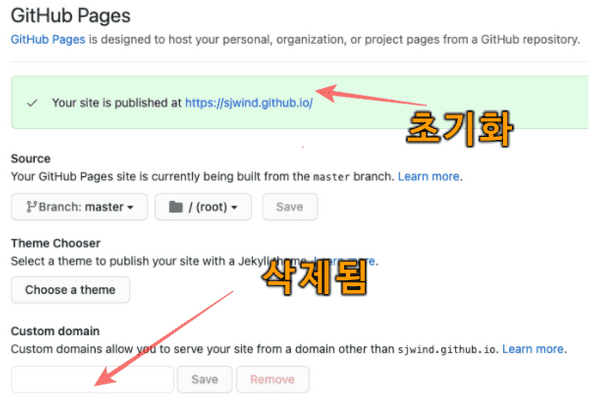 GitHub Pages
GitHub Pages is designed to host your personal, organization, or project pages from a GitHub repository.
Your site is published at https://sjwind.github.io/
초기화
Source
Your GitHub Pages site is currently being built from the master branch. Learn more.
Branch: master
/ (root)
Save
Theme Chooser
Select a theme to publish your site with a Jekyll theme. Learn more.
삭제됨
Choose a theme
Custom domain
Custom domains allow you to serve your site from a domain other than sjwind.github.io. Learn more.
Save
Remove